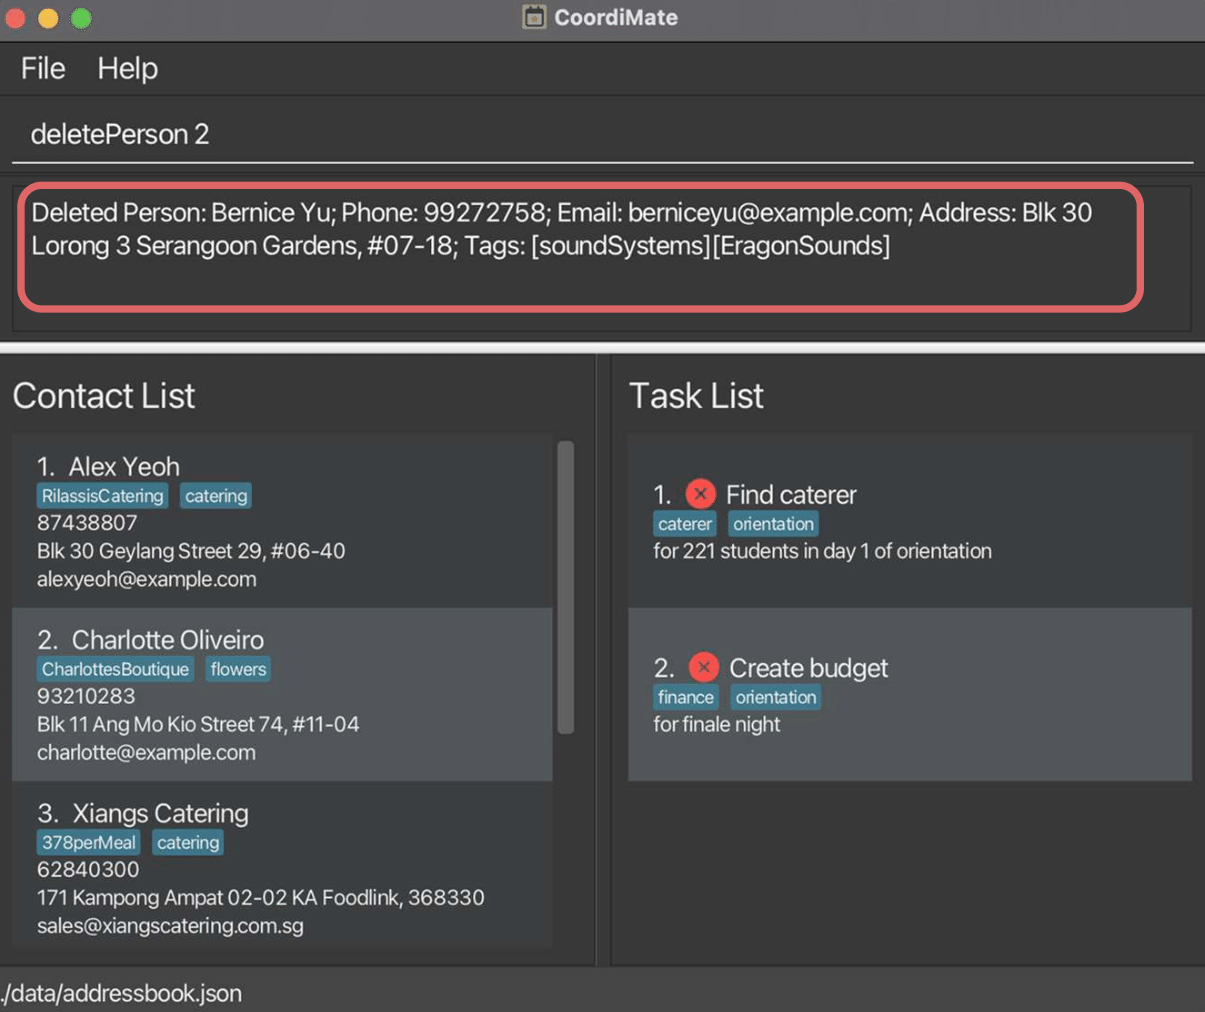 CoordiMate
File Help
deletePerson 2
Deleted Person: Bernice Yu; Phone: 99272758; Email: berniceyu@example.com; Address: Blk 30
Lorong 3 Serangoon Gardens, #07-18; Tags: [soundSystems][EragonSounds]
Contact List
1. Alex Yeoh
RilassisCatering catering
87438807
Blk 30 Geylang Street 29, #06-40
alexyeoh@example.com
2. Charlotte Oliveiro
CharlottesBoutique flowers
93210283
Blk 11 Ang Mo Kio Street 74, #11-04
charlotte@example.com
3. Xiangs Catering
378perMeal catering
62840300
171 Kampong Ampat 02-02 KA Foodlink, 368330
sales@xiangscatering.com.sg
Task List
1. Find caterer
caterer orientation
for 221 students in day 1 of orientation
2. Create budget
finance orientation
for finale night
./data/addressbook.json